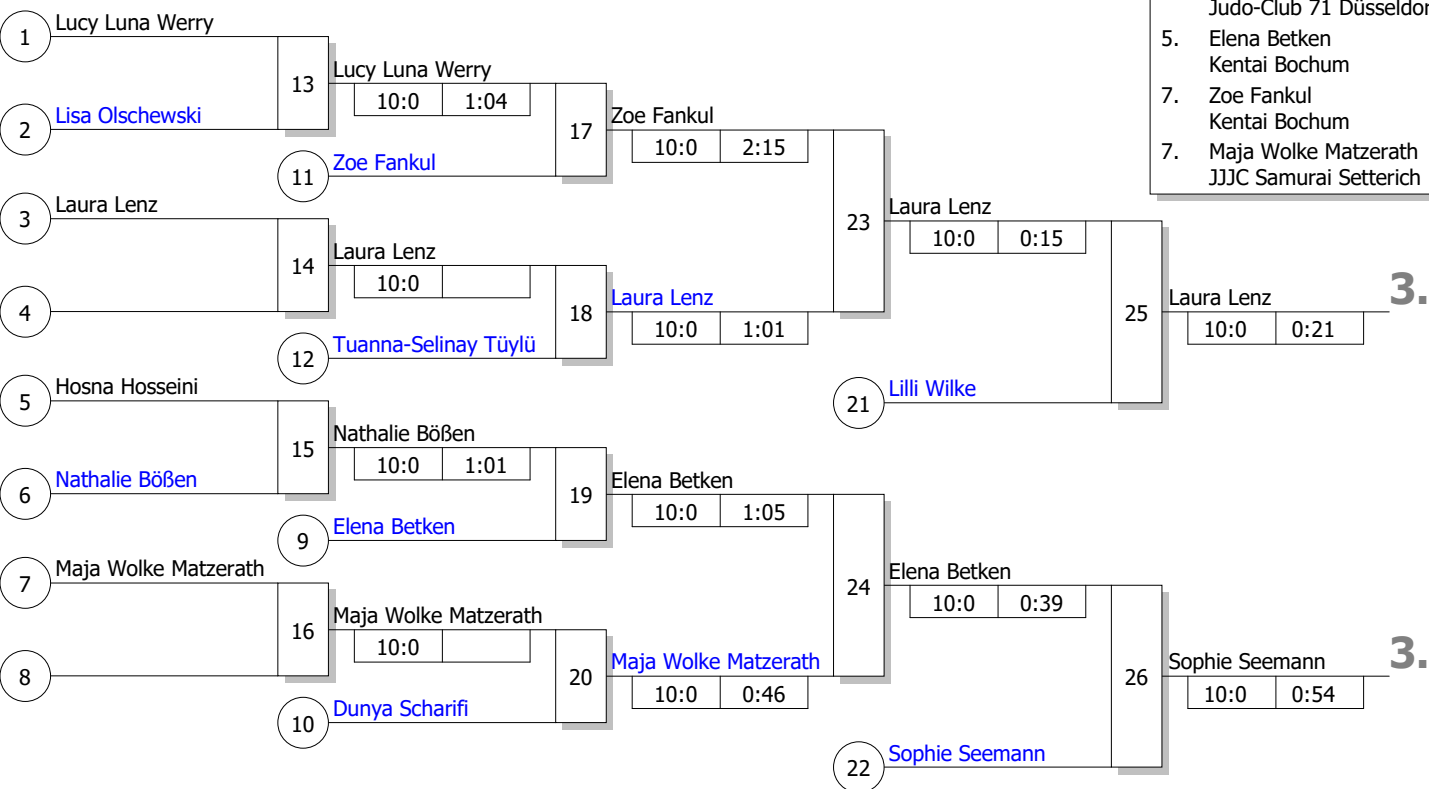 Judo-Club 71 Düsseldor
5. Elena Betken
Kentai Bochum
7. Zoe Fankul
Kentai Bochum
7. Maja Wolke Matzerath
JJJC Samurai Setterich
1 Lucy Luna Werry
2 Lisa Olschewski
13 Lucy Luna Werry
10:0 1:04
11 Zoe Fankul
17 Zoe Fankul
10:0 2:15
3 Laura Lenz
4
14 Laura Lenz
10:0
12 Tuanna-Selinay Tüylü
18 Laura Lenz
10:0 1:01
23 Laura Lenz
10:0 0:15
21 Lilli Wilke
25 Laura Lenz 3.
10:0 0:21
5 Hosna Hosseini
6 Nathalie Bößen
15 Nathalie Bößen
10:0 1:01
9 Elena Betken
19 Elena Betken
10:0 1:05
7 Maja Wolke Matzerath
8
16 Maja Wolke Matzerath
10:0
10 Dunya Scharifi
20 Maja Wolke Matzerath
10:0 0:46
24 Elena Betken
10:0 0:39
22 Sophie Seemann
26 Sophie Seemann 3.
10:0 0:54